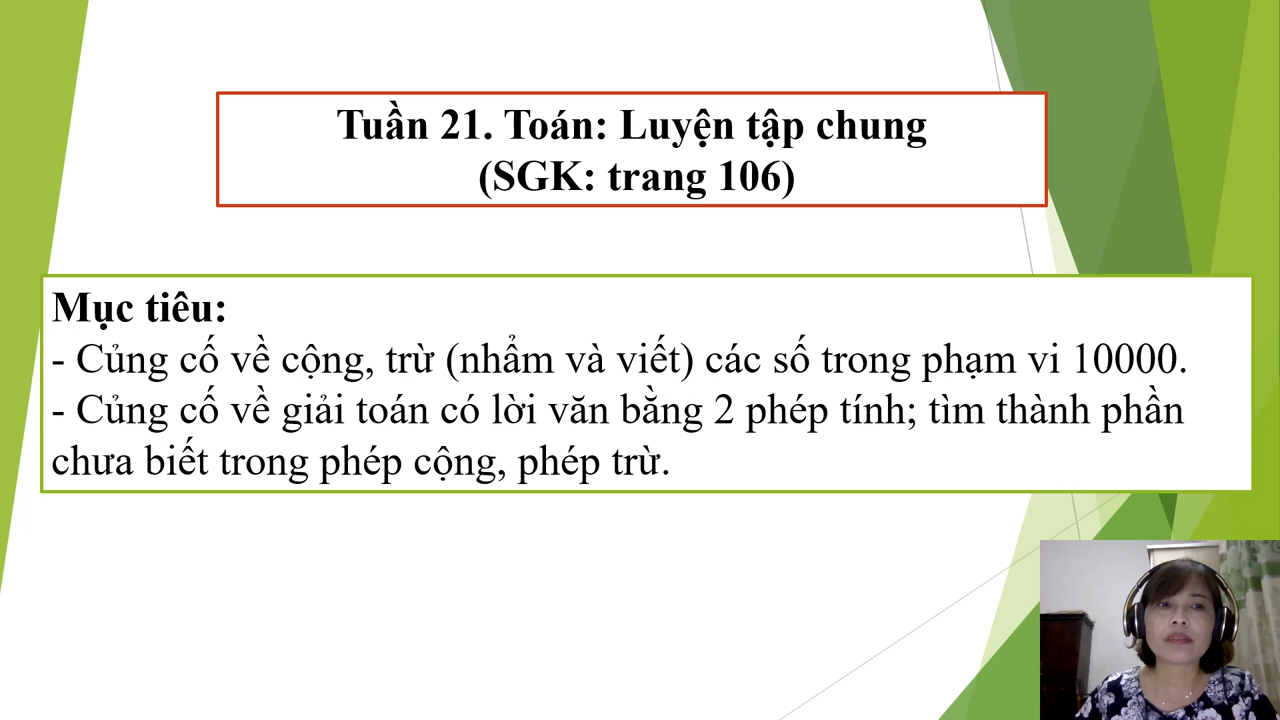 Tuần 21. Toán: Luyện tập chung
(SGK: trang 106)
Mục tiêu:
- Củng cố về cộng, trừ (nhẩm và viết) các số trong phạm vi 10000.
- Củng cố về giải toán có lời văn bằng 2 phép tính; tìm thành phần
chưa biết trong phép cộng, phép trừ.